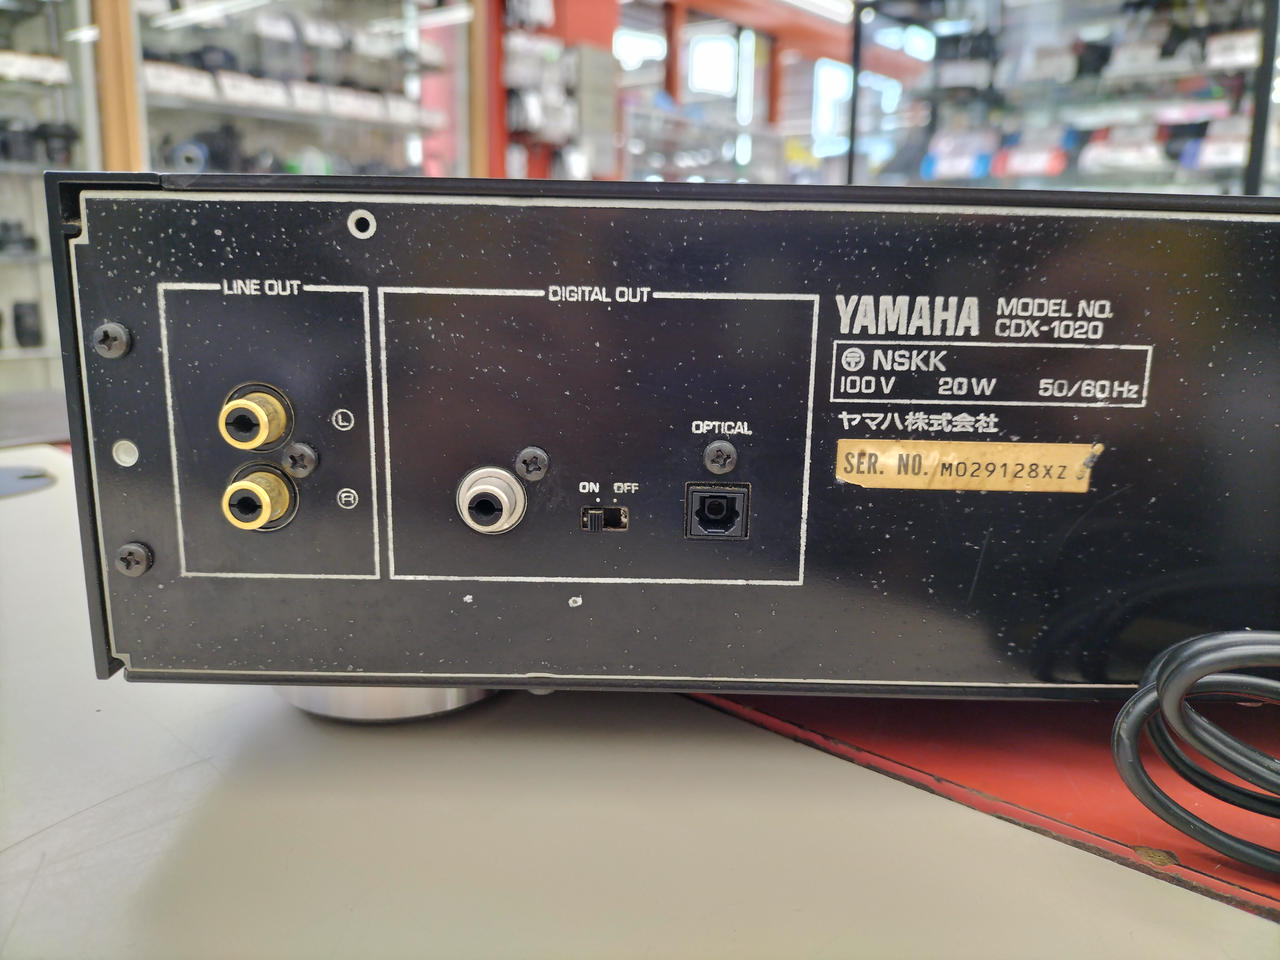 LINE OUT
L
R
DIGITAL OUT
ON OFF
OPTICAL
YAMAHA MODEL NO. CDX-1020
〒 NSKK
100V 20W 50/60Hz
ヤマハ株式会社
SER. NO. M029128XZ